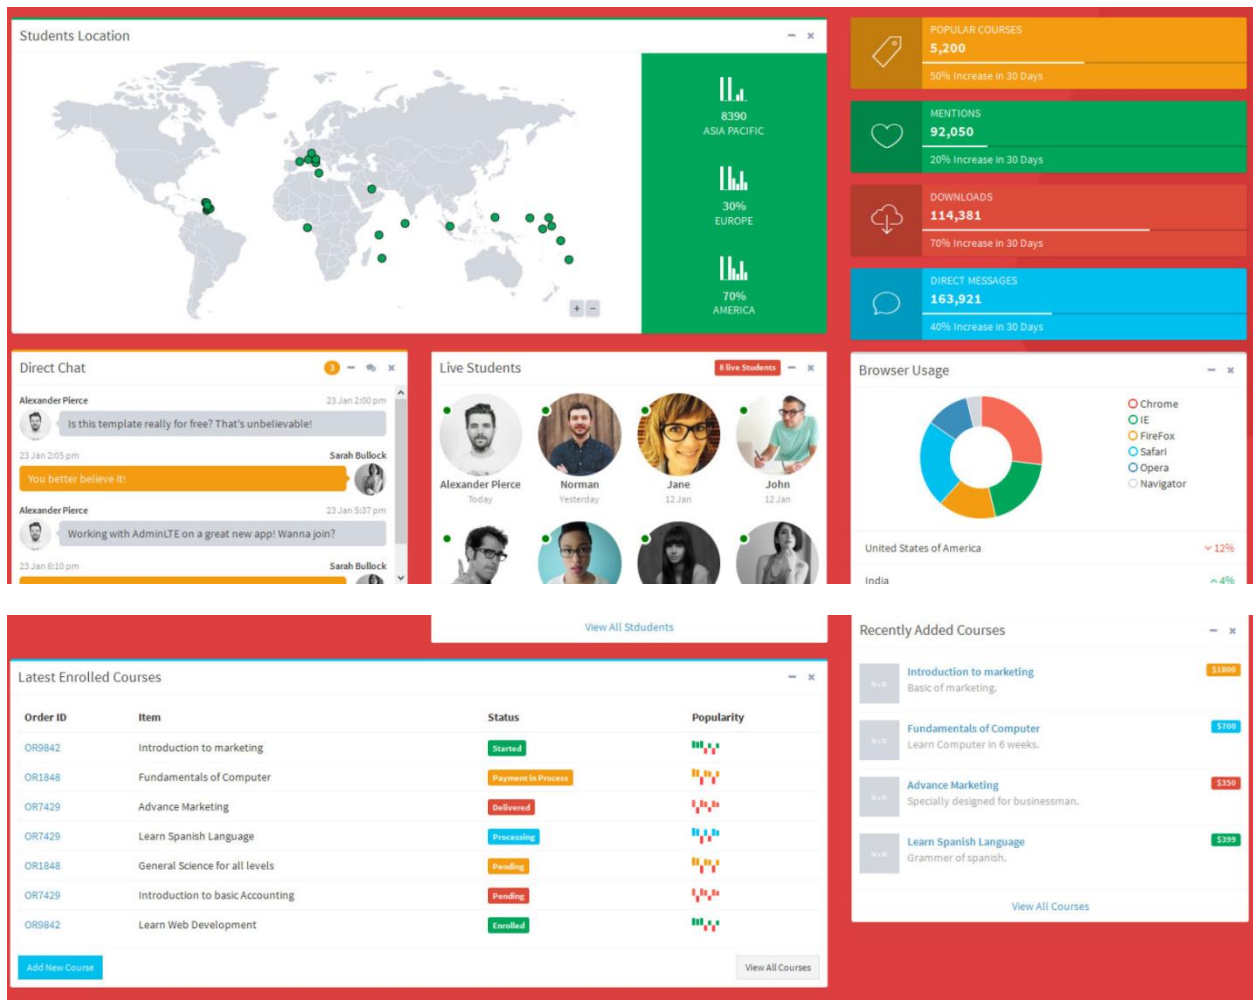 Students Location
8390
ASIA PACIFIC
30%
EUROPE
70%
AMERICA
+ −
POPULAR COURSES
5,200
50% Increase in 30 Days
MENTIONS
92,050
20% Increase in 30 Days
DOWNLOADS
114,381
70% Increase in 30 Days
DIRECT MESSAGES
163,921
40% Increase in 30 Days
Direct Chat 3
Alexander Pierce 23 Jan 2:00 pm
Is this template really for free? That's unbelievable!
23 Jan 2:05 pm Sarah Bullock
You better believe it!
Alexander Pierce 23 Jan 5:37 pm
Working with AdminLTE on a great new app! Wanna join?
23 Jan 6:10 pm Sarah Bullock
Live Students 8 live Students
Alexander Pierce Norman Jane John
Today Yesterday 12 Jan 12 Jan
Browser Usage
Chrome
IE
FireFox
Safari
Opera
Navigator
United States of America 12%
India 4%
View All Stdudents
Latest Enrolled Courses
Order ID Item Status Popularity
OR9842 Introduction to marketing Started
OR1848 Fundamentals of Computer Payment in Process
OR7429 Advance Marketing Delivered
OR7429 Learn Spanish Language Processing
OR1848 General Science for all levels Pending
OR7429 Introduction to basic Accounting Pending
OR9842 Learn Web Development Enrolled
Add New Course View All Courses
Recently Added Courses
Introduction to marketing $1800
Basic of marketing.
Fundamentals of Computer $700
Learn Computer in 6 weeks.
Advance Marketing $350
Specially designed for businessman.
Learn Spanish Language $399
Grammer of spanish.
View All Courses